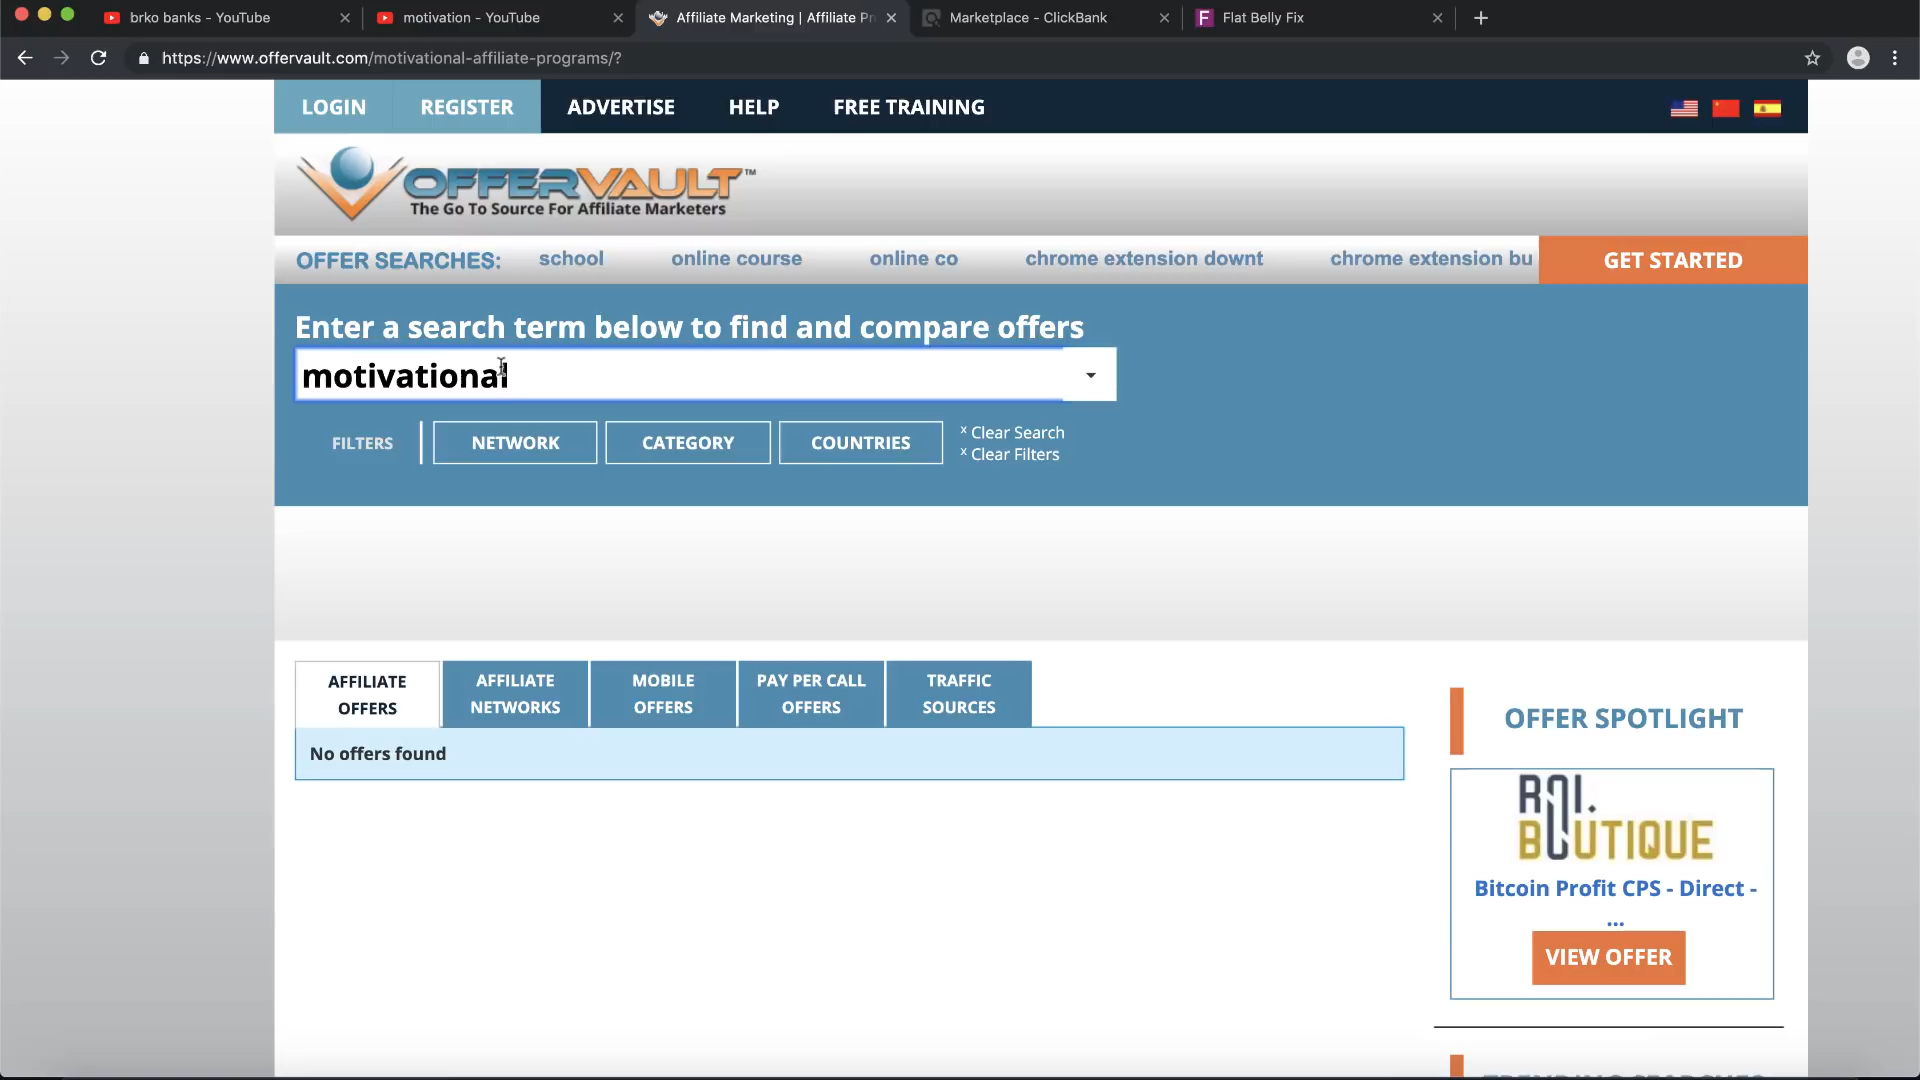 brko banks - YouTube
motivation - YouTube
Affiliate Marketing | Affiliate Pr
Marketplace - ClickBank
Flat Belly Fix
https://www.offervault.com/motivational-affiliate-programs/?
LOGIN
REGISTER
ADVERTISE
HELP
FREE TRAINING
OFFERVAULT™
The Go To Source For Affiliate Marketers
OFFER SEARCHES:
school
online course
online co
chrome extension downt
chrome extension bu
GET STARTED
Enter a search term below to find and compare offers
motivational
FILTERS
NETWORK
CATEGORY
COUNTRIES
x Clear Search
x Clear Filters
AFFILIATE
OFFERS
AFFILIATE
NETWORKS
MOBILE
OFFERS
PAY PER CALL
OFFERS
TRAFFIC
SOURCES
No offers found
OFFER SPOTLIGHT
ROI.
BOUTIQUE
Bitcoin Profit CPS - Direct -
...
VIEW OFFER